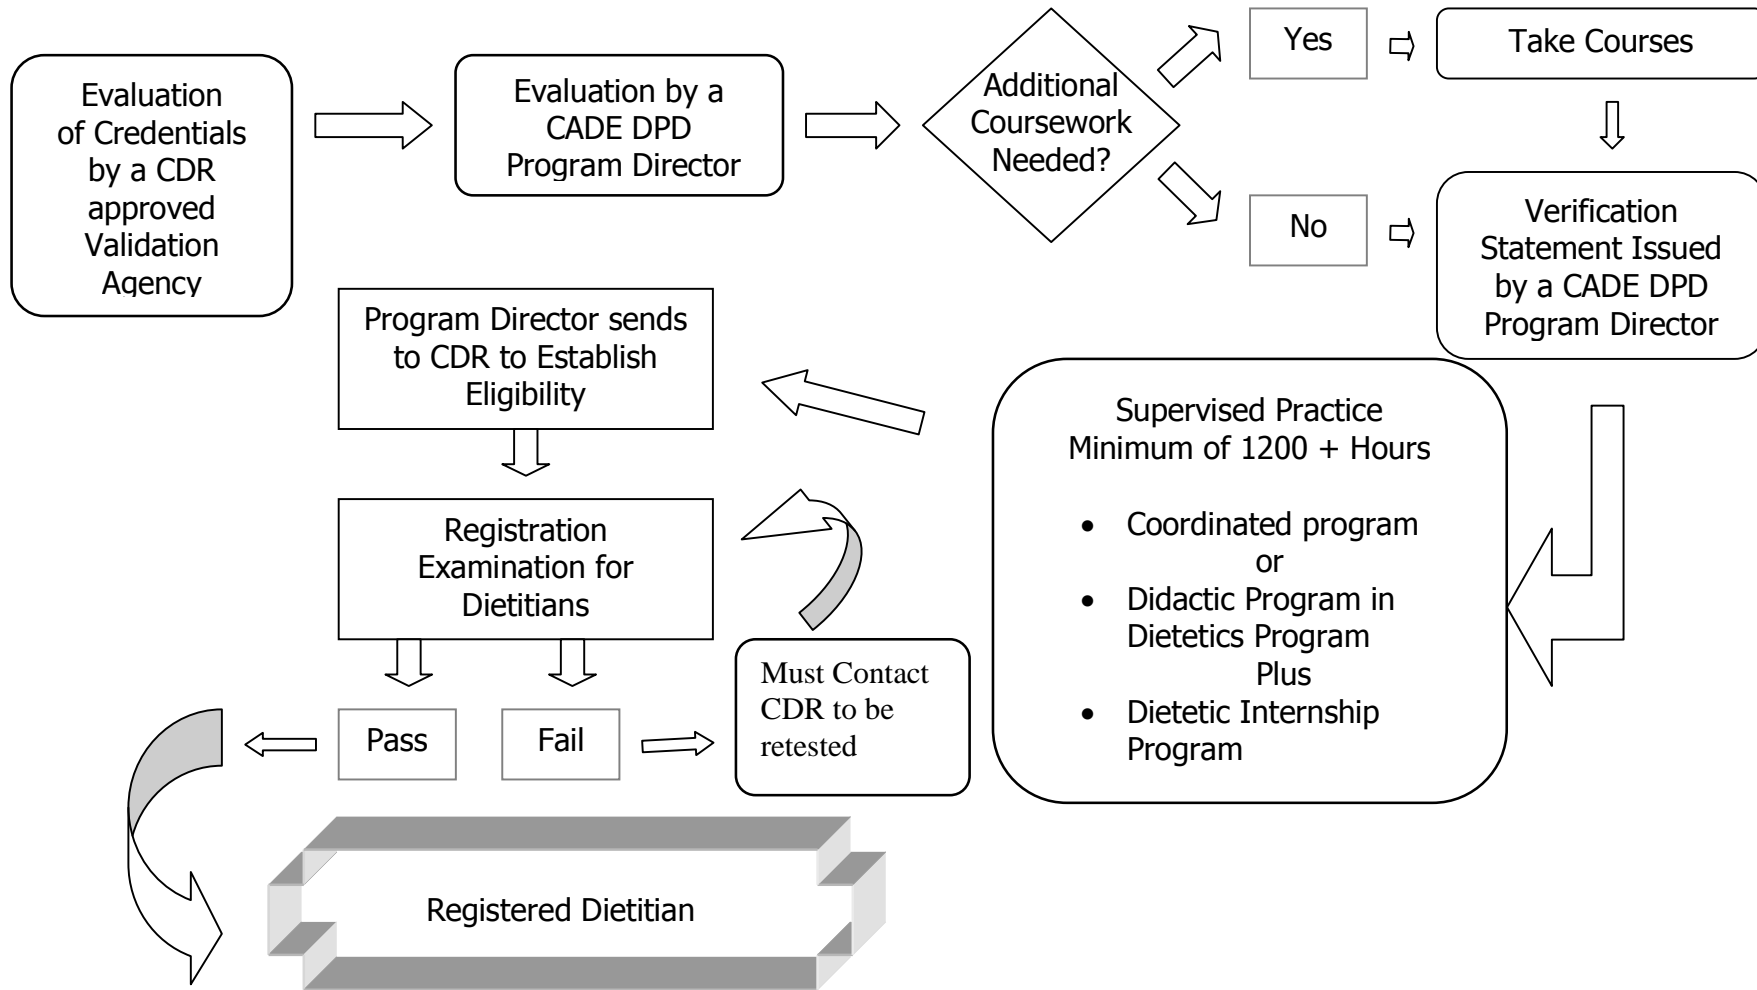 Evaluation
of Credentials
by a CDR
approved
Validation
Agency
Evaluation by a
CADE DPD
Program Director
Additional
Coursework
Needed?
Yes
Take Courses
No
Verification
Statement Issued
by a CADE DPD
Program Director
Supervised Practice
Minimum of 1200 + Hours
• Coordinated program
or
• Didactic Program in
Dietetics Program
Plus
• Dietetic Internship
Program
Program Director sends
to CDR to Establish
Eligibility
Registration
Examination for
Dietitians
Pass
Fail
Must Contact
CDR to be
retested
Registered Dietitian